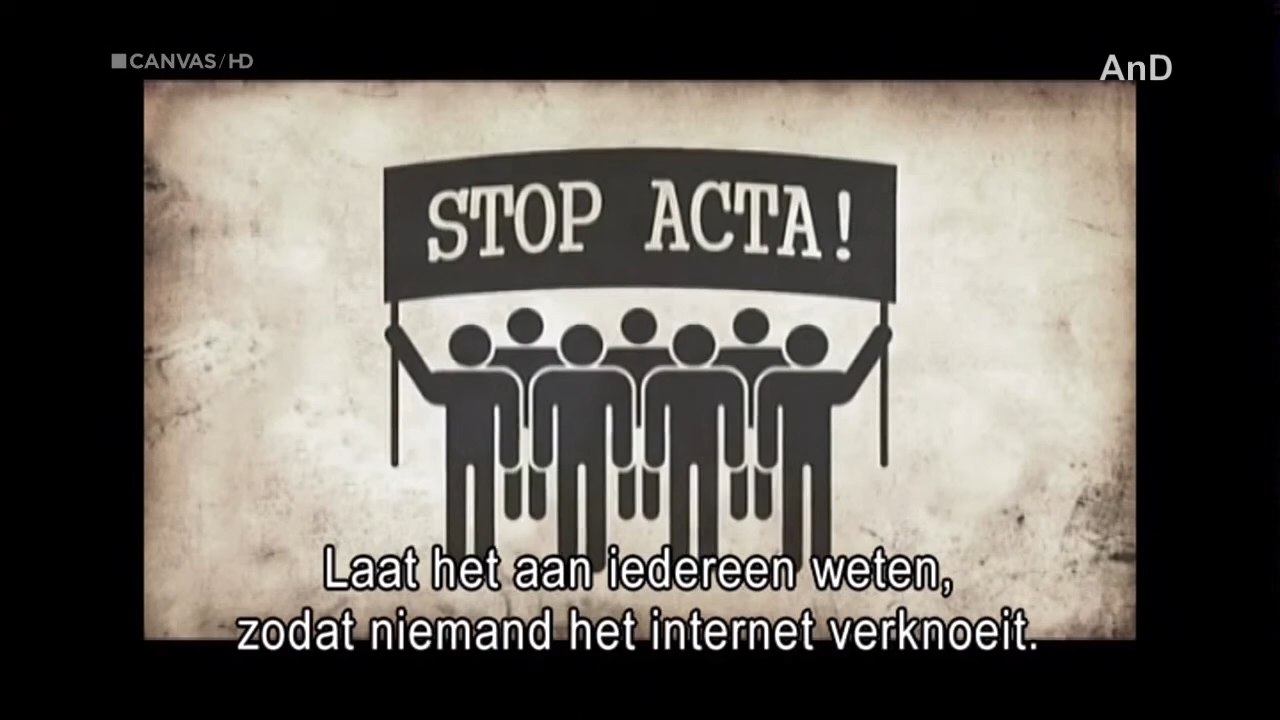 CANVAS/HD
AnD
STOP ACTA!
Laat het aan iedereen weten,
zodat niemand het internet verknoeit.